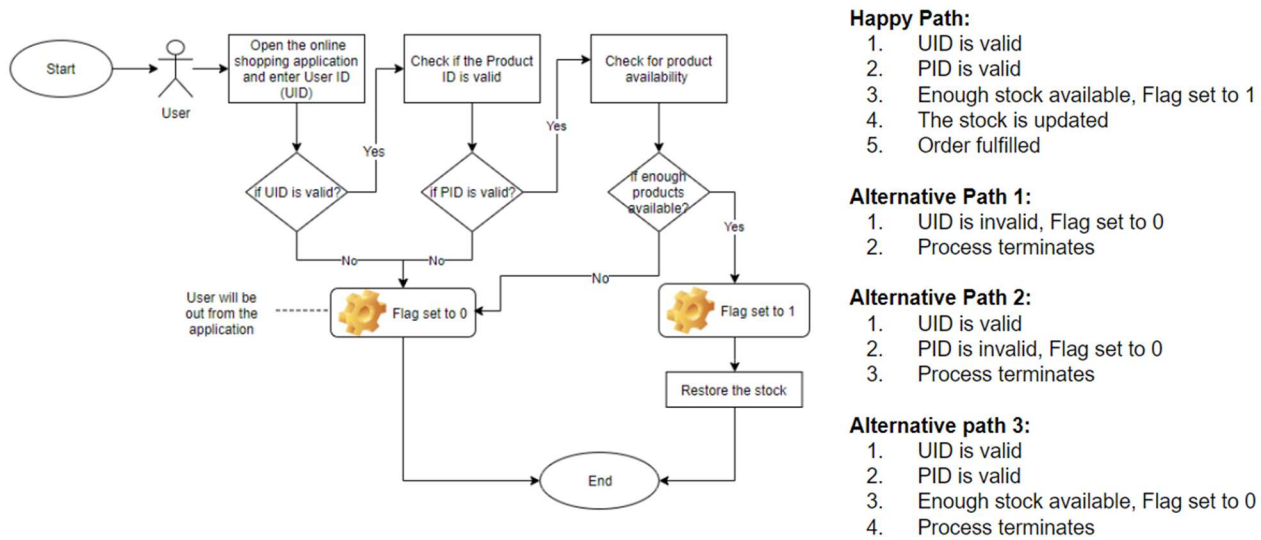 Start
User
Open the online
shopping application
and enter User ID
(UID)
Check if the Product
ID is valid
Check for product
availability
Yes
Yes
if UID is valid?
if PID is valid?
If enough
products
available?
Yes
No
No
No
User will be
out from the
application
Flag set to 0
Flag set to 1
Restore the stock
End
Happy Path:
1. UID is valid
2. PID is valid
3. Enough stock available, Flag set to 1
4. The stock is updated
5. Order fulfilled
Alternative Path 1:
1. UID is invalid, Flag set to 0
2. Process terminates
Alternative Path 2:
1. UID is valid
2. PID is invalid, Flag set to 0
3. Process terminates
Alternative path 3:
1. UID is valid
2. PID is valid
3. Enough stock available, Flag set to 0
4. Process terminates